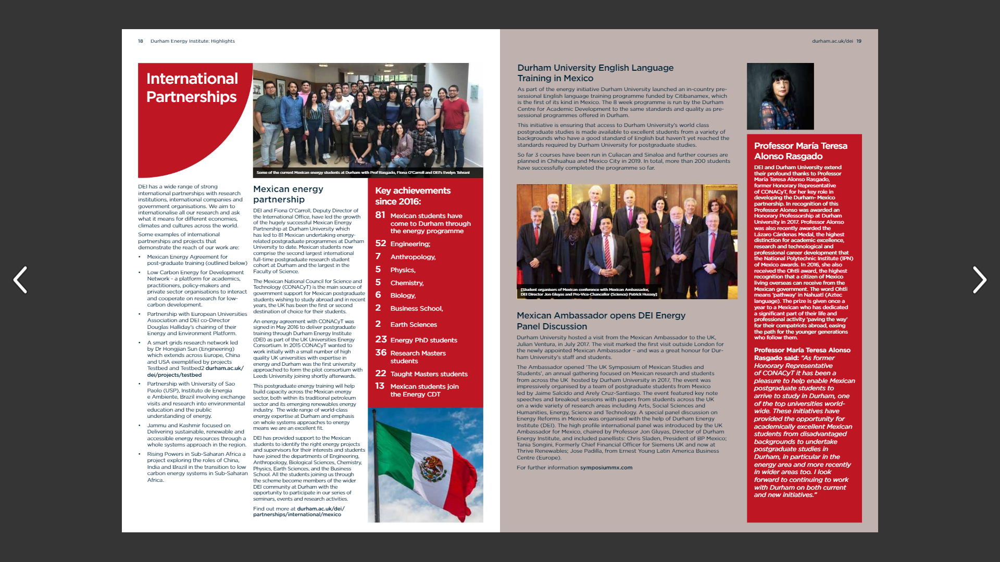 18 Durham Energy Institute: Highlights
International
Partnerships
Some of the current Mexican energy students at Durham with Prof Rasgado, Fiona O'Carroll and DEI's Evelyn Tehrani
DEI has a wide range of strong
international partnerships with research
institutions, international companies and
government organisations. We aim to
internationalise all our research and ask
what it means for different economies,
climates and cultures across the world.
Some examples of international
partnerships and projects that
demonstrate the reach of our work are:
• Mexican Energy Agreement for
post-graduate training (outlined below)
• Low Carbon Energy for Development
Network - a platform for academics,
practitioners, policy-makers and
private sector organisations to interact
and cooperate on research for low-
carbon development.
• Partnership with European Universities
Association and DEI co-Director
Douglas Halliday's chairing of their
Energy and Environment Platform.
• A smart grids research network led
by Dr Hongjian Sun (Engineering)
which extends across Europe, China
and USA exemplified by projects
Testbed and Testbed2 durham.ac.uk/
dei/projects/testbed
• Partnership with University of Sao
Paolo (USP), Instituto de Energia
e Ambiente, Brazil involving exchange
visits and research into environmental
education and the public
understanding of energy.
• Jammu and Kashmir focused on
Delivering sustainable, renewable and
accessible energy resources through a
whole systems approach in the region.
• Rising Powers in Sub-Saharan Africa a
project exploring the roles of China,
India and Brazil in the transition to low
carbon energy systems in Sub-Saharan
Africa.
Mexican energy
partnership
DEI and Fiona O'Carroll, Deputy Director of
the International Office, have led the growth
of the hugely successful Mexican Energy
Partnership at Durham University which
has led to 81 Mexican undertaking energy-
related postgraduate programmes at Durham
University to date. Mexican students now
comprise the second largest international
full-time postgraduate research student
cohort at Durham and the largest in the
Faculty of Science.
The Mexican National Council for Science and
Technology (CONACyT) is the main source of
government support for Mexican postgraduate
students wishing to study abroad and in recent
years, the UK has been the first or second
destination of choice for their students.
An energy agreement with CONACyT was
signed in May 2016 to deliver postgraduate
training through Durham Energy Institute
(DEI) as part of the UK Universities Energy
Consortium. In 2015 CONACyT wanted to
work initially with a small number of high
quality UK universities with expertise in
energy and Durham was the first university
approached to form the pilot consortium with
Leeds University joining shortly afterwards.
This postgraduate energy training will help
build capacity across the Mexican energy
sector, both within its traditional petroleum
sector and its emerging renewables energy
industry. The wide range of world-class
energy expertise at Durham and emphasis
on whole systems approaches to energy
means we are an excellent fit.
DEI has provided support to the Mexican
students to identify the right energy projects
and supervisors for their interests and students
have joined the departments of Engineering,
Anthropology, Biological Sciences, Chemistry,
Physics, Earth Sciences, and the Business
School. All the students joining us through
the scheme become members of the wider
DEI community at Durham with the
opportunity to participate in our series of
seminars, events and research activities.
Find out more at durham.ac.uk/dei/
partnerships/international/mexico
Key achievements
since 2016:
81 Mexican students have
come to Durham through
the energy programme
52 Engineering;
7 Anthropology,
5 Physics,
5 Chemistry,
6 Biology,
2 Business School,
2 Earth Sciences
23 Energy PhD students
36 Research Masters
students
22 Taught Masters students
13 Mexican students join
the Energy CDT
durham.ac.uk/dei 19
Durham University English Language
Training in Mexico
As part of the energy initiative Durham University launched an in-country pre-
sessional English language training programme funded by Citibanamex, which
is the first of its kind in Mexico. The 8 week programme is run by the Durham
Centre for Academic Development to the same standards and quality as pre-
sessional programmes offered in Durham.
This initiative is ensuring that access to Durham University's world class
postgraduate studies is made available to excellent students from a variety of
backgrounds who have a good standard of English but haven't yet reached the
standards required by Durham University for postgraduate studies.
So far 3 courses have been run in Culiacan and Sinaloa and further courses are
planned in Chihuahua and Mexico City in 2019. In total, more than 200 students
have successfully completed the programme so far.
[Student organisers of Mexican conference with Mexican Ambassador,
DEI Director Jon Gluyas and Pro-Vice-Chancellor (Science) Patrick Hussey]
Mexican Ambassador opens DEI Energy
Panel Discussion
Durham University hosted a visit from the Mexican Ambassador to the UK,
Julian Ventura, in July 2017. The visit marked the first visit outside London for
the newly appointed Mexican Ambassador – and was a great honour for Dur-
ham University's staff and students.
The Ambassador opened 'The UK Symposium of Mexican Studies and
Students', an annual gathering focused on Mexican research and students
from across the UK hosted by Durham University in 2017, The event was
impressively organised by a team of postgraduate students from Mexico
led by Jaime Salcido and Arely Cruz-Santiago. The event featured key note
speeches and breakout sessions with papers from students across the UK
on a wide variety of research areas including Arts, Social Sciences and
Humanities, Energy, Science and Technology. A special panel discussion on
Energy Reforms in Mexico was organised with the help of Durham Energy
Institute (DEI). The high profile international panel was introduced by the UK
Ambassador for Mexico, chaired by Professor Jon Gluyas, Director of Durham
Energy Institute, and included panellists: Chris Sladen, President of BP Mexico;
Tania Songini, Formerly Chief Financial Officer for Siemens UK and now at
Thrive Renewables; Jose Padilla, from Ernest Young Latin America Business
Centre (Europe).
For further information symposiummx.com
Professor María Teresa
Alonso Rasgado
DEI and Durham University extend
their profound thanks to Professor
María Teresa Alonso Rasgado,
former Honorary Representative
of CONACyT, for her key role in
developing the Durham- Mexico
partnership. In recognition of this
Professor Alonso was awarded an
Honorary Professorship at Durham
University in 2017. Professor Alonso
was also recently awarded the
Lázaro Cárdenas Medal, the highest
distinction for academic excellence,
research and technological and
professional career development that
the National Polytechnic Institute (IPN)
of Mexico awards. In 2016, she also
received the Ohtli award, the highest
recognition that a citizen of Mexico
living overseas can receive from the
Mexican government. The word Ohtli
means 'pathway' in Nahuatl (Aztec
language). The prize is given once a
year to a Mexican who has dedicated
a significant part of their life and
professional activity 'paving the way'
for their compatriots abroad, easing
the path for the younger generations
who follow them.
Professor María Teresa Alonso
Rasgado said: "As former
Honorary Representative
of CONACyT it has been a
pleasure to help enable Mexican
postgraduate students to
arrive to study in Durham, one
of the top universities world-
wide. These initiatives have
provided the opportunity for
academically excellent Mexican
students from disadvantaged
backgrounds to undertake
postgraduate studies in
Durham, in particular in the
energy area and more recently
in wider areas too. I look
forward to continuing to work
with Durham on both current
and new initiatives."